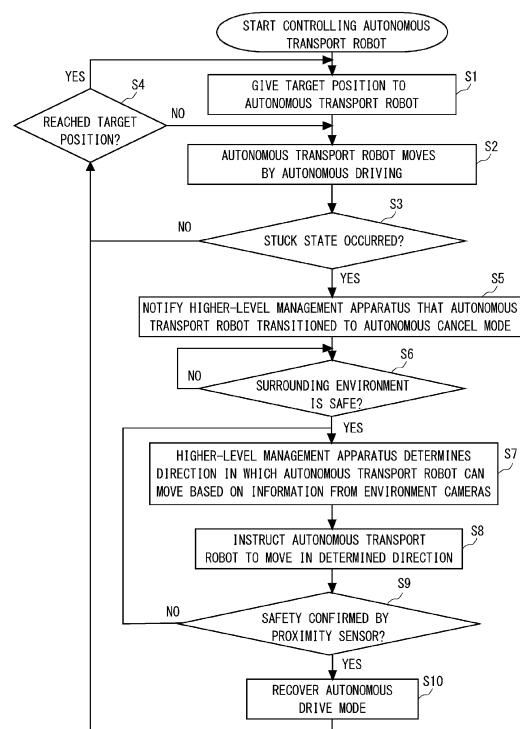 START CONTROLLING AUTONOMOUS
TRANSPORT ROBOT
YES
S4
S1
GIVE TARGET POSITION TO
AUTONOMOUS TRANSPORT ROBOT
REACHED TARGET
POSITION?
NO
S2
AUTONOMOUS TRANSPORT ROBOT MOVES
BY AUTONOMOUS DRIVING
S3
NO
STUCK STATE OCCURRED?
YES
S5
NOTIFY HIGHER-LEVEL MANAGEMENT APPARATUS THAT AUTONOMOUS
TRANSPORT ROBOT TRANSITIONED TO AUTONOMOUS CANCEL MODE
S6
NO
SURROUNDING ENVIRONMENT
IS SAFE?
YES
S7
HIGHER-LEVEL MANAGEMENT APPARATUS DETERMINES
DIRECTION IN WHICH AUTONOMOUS TRANSPORT ROBOT CAN
MOVE BASED ON INFORMATION FROM ENVIRONMENT CAMERAS
S8
INSTRUCT AUTONOMOUS TRANSPORT
ROBOT TO MOVE IN DETERMINED DIRECTION
S9
NO
SAFETY CONFIRMED BY
PROXIMITY SENSOR?
YES
S10
RECOVER AUTONOMOUS
DRIVE MODE